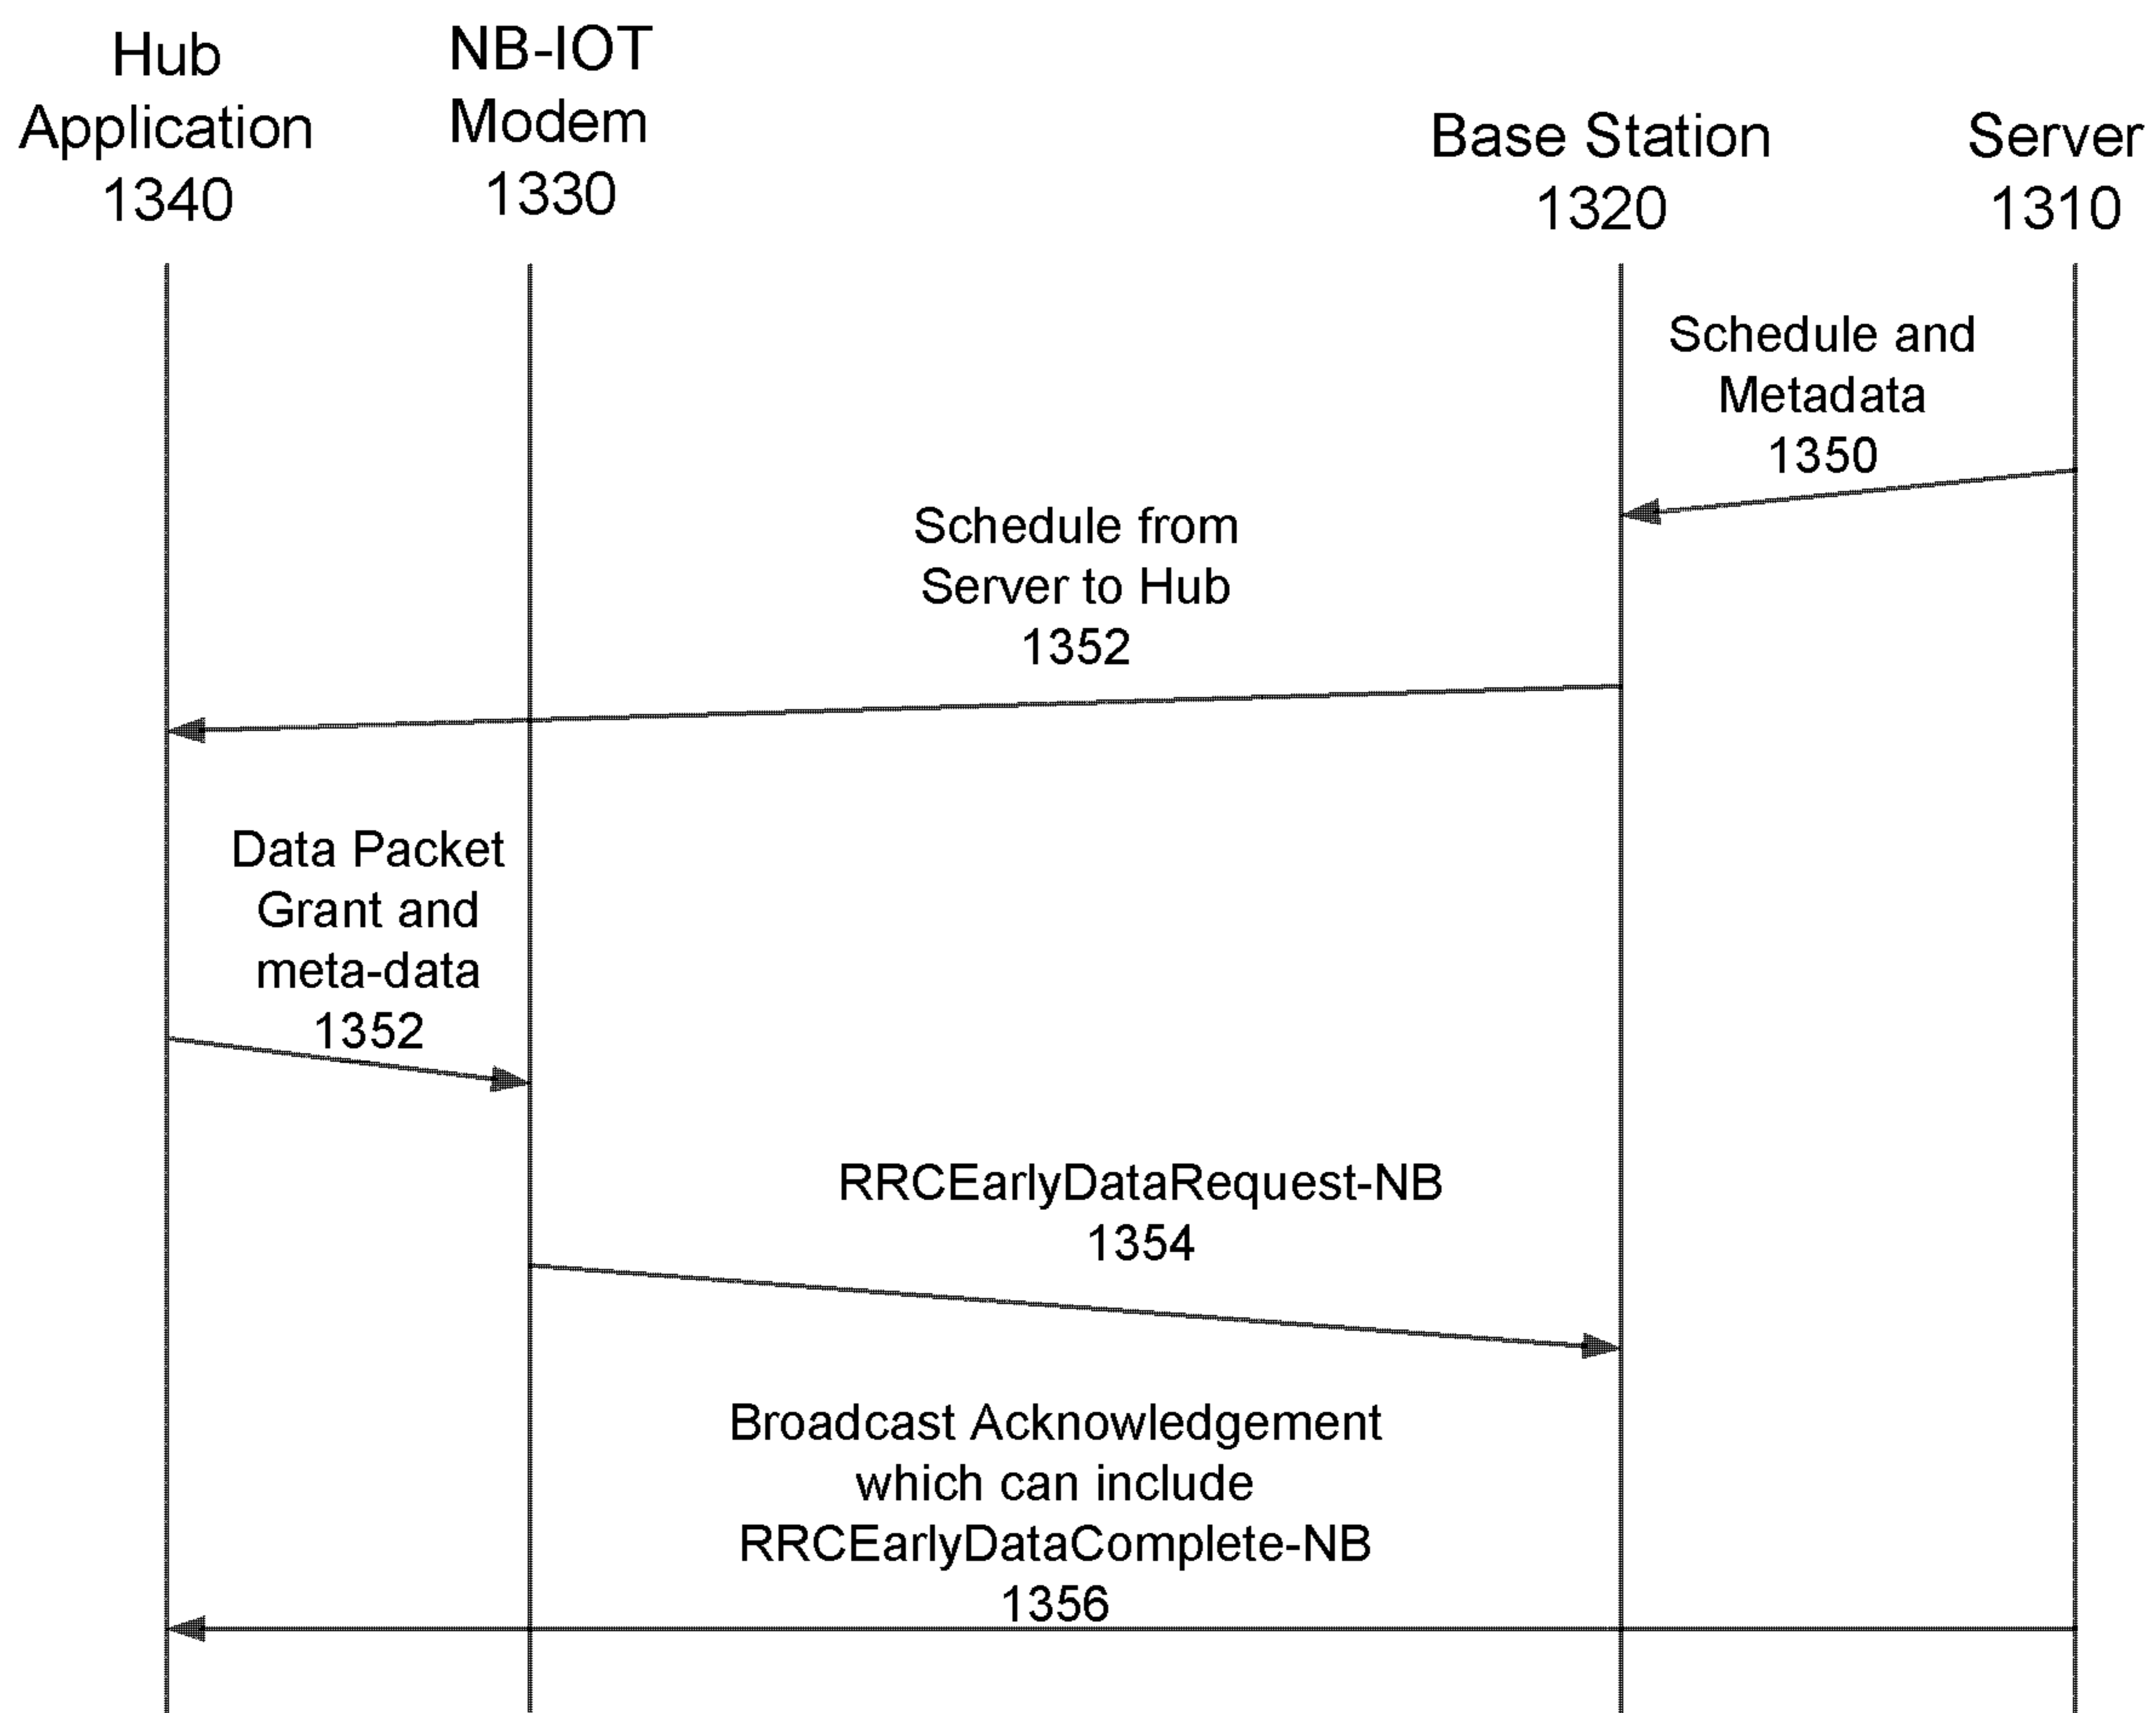 Hub
Application
1340
NB-IOT
Modem
1330
Base Station
1320
Server
1310
Schedule and
Metadata
1350
Schedule from
Server to Hub
1352
Data Packet
Grant and
meta-data
1352
RRCEarlyDataRequest-NB
1354
Broadcast Acknowledgement
which can include
RRCEarlyDataComplete-NB
1356